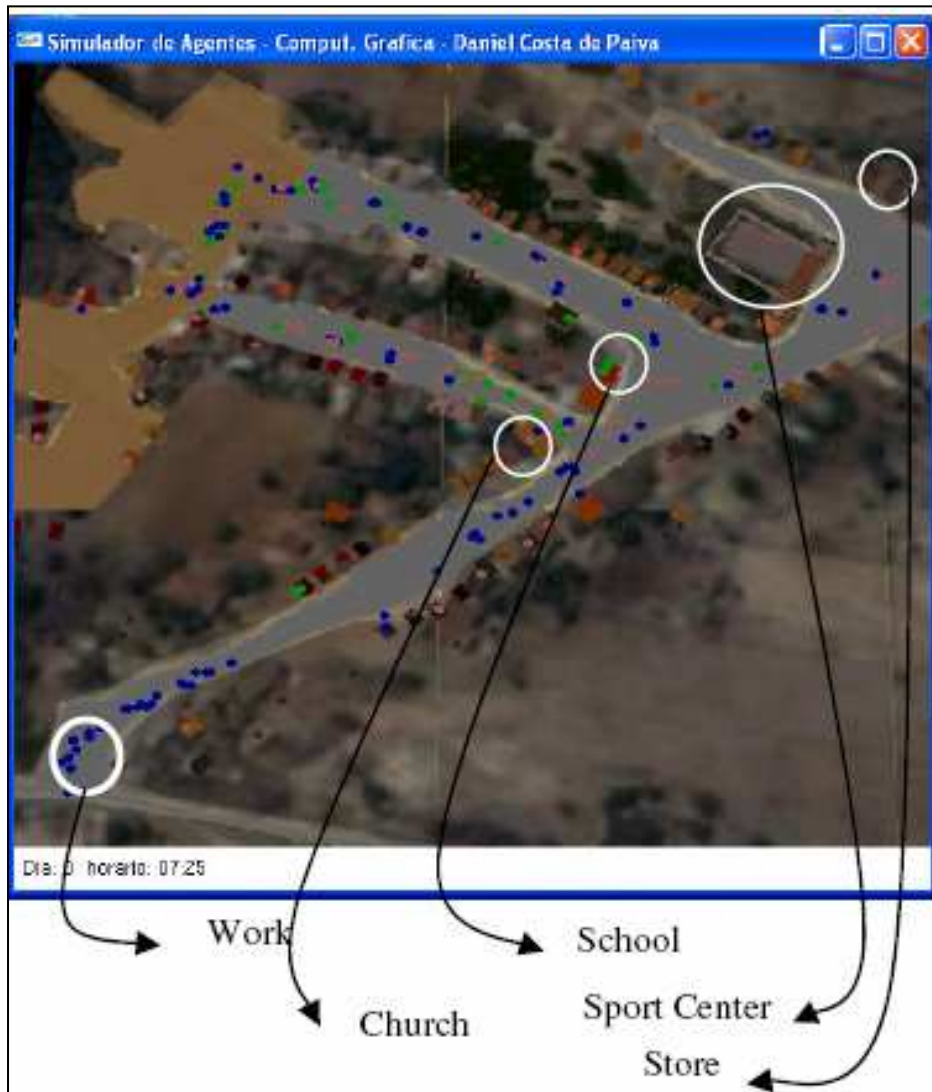 Simulador de Agentes - Comput. Grafica - Daniel Costa de Paiva
Dia: 0 horario: 07:25
Work
School
Sport Center
Church
Store